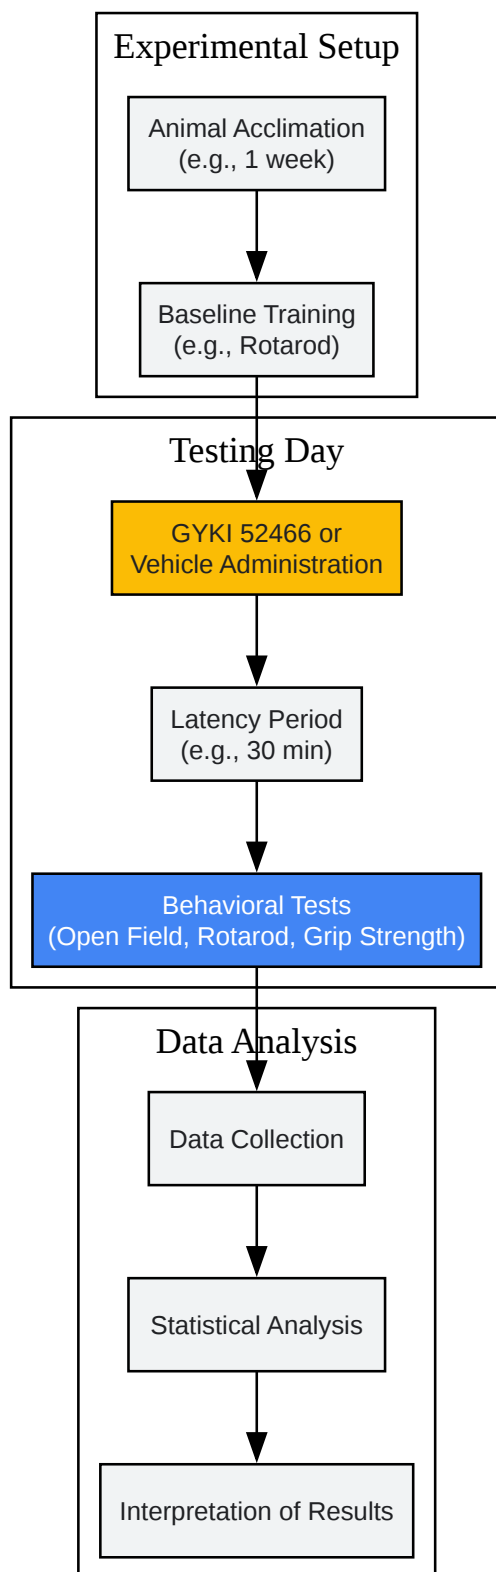 Experimental Setup
Animal Acclimation
(e.g., 1 week)
Baseline Training
(e.g., Rotarod)
Testing Day
GYKI 52466 or
Vehicle Administration
Latency Period
(e.g., 30 min)
Behavioral Tests
(Open Field, Rotarod, Grip Strength)
Data Analysis
Data Collection
Statistical Analysis
Interpretation of Results